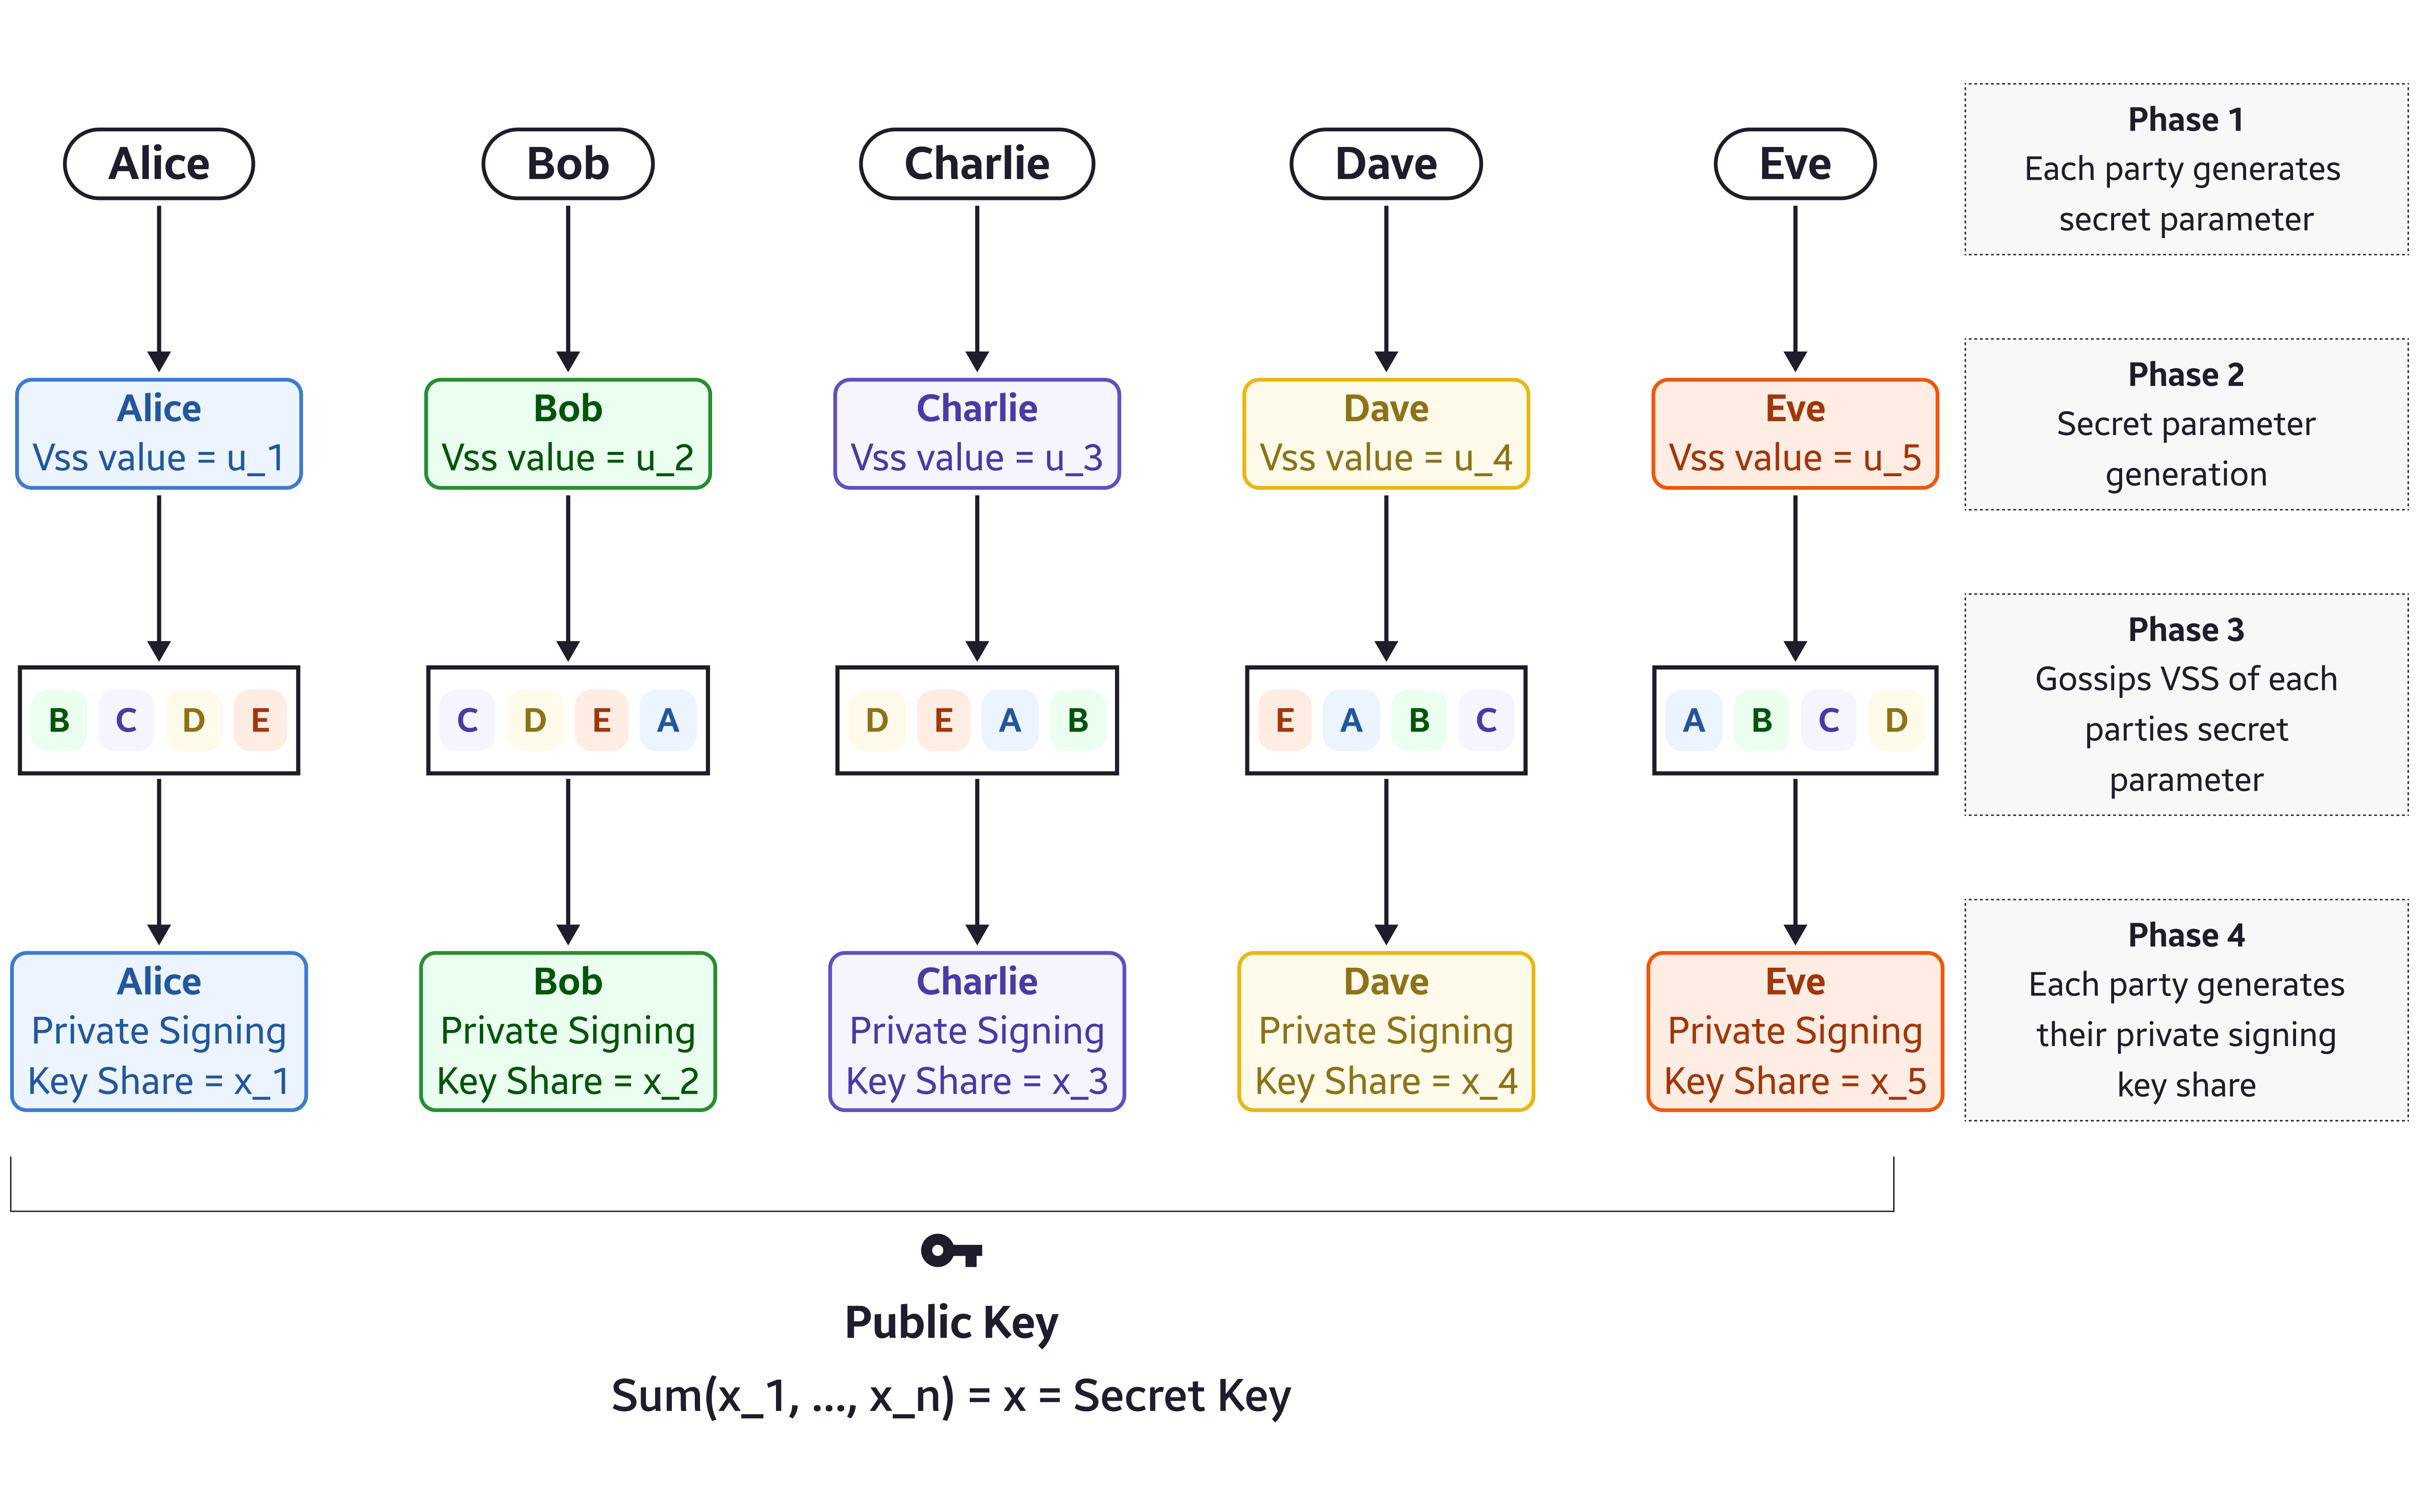 Alice
Bob
Charlie
Dave
Eve
Phase 1
Each party generates
secret parameter
Alice
Vss value = u_1
Bob
Vss value = u_2
Charlie
Vss value = u_3
Dave
Vss value = u_4
Eve
Vss value = u_5
Phase 2
Secret parameter
generation
B C D E
C D E A
D E A B
E A B C
A B C D
Phase 3
Gossips VSS of each
parties secret
parameter
Alice
Private Signing
Key Share = x_1
Bob
Private Signing
Key Share = x_2
Charlie
Private Signing
Key Share = x_3
Dave
Private Signing
Key Share = x_4
Eve
Private Signing
Key Share = x_5
Phase 4
Each party generates
their private signing
key share
Public Key
Sum(x_1, ..., x_n) = x = Secret Key